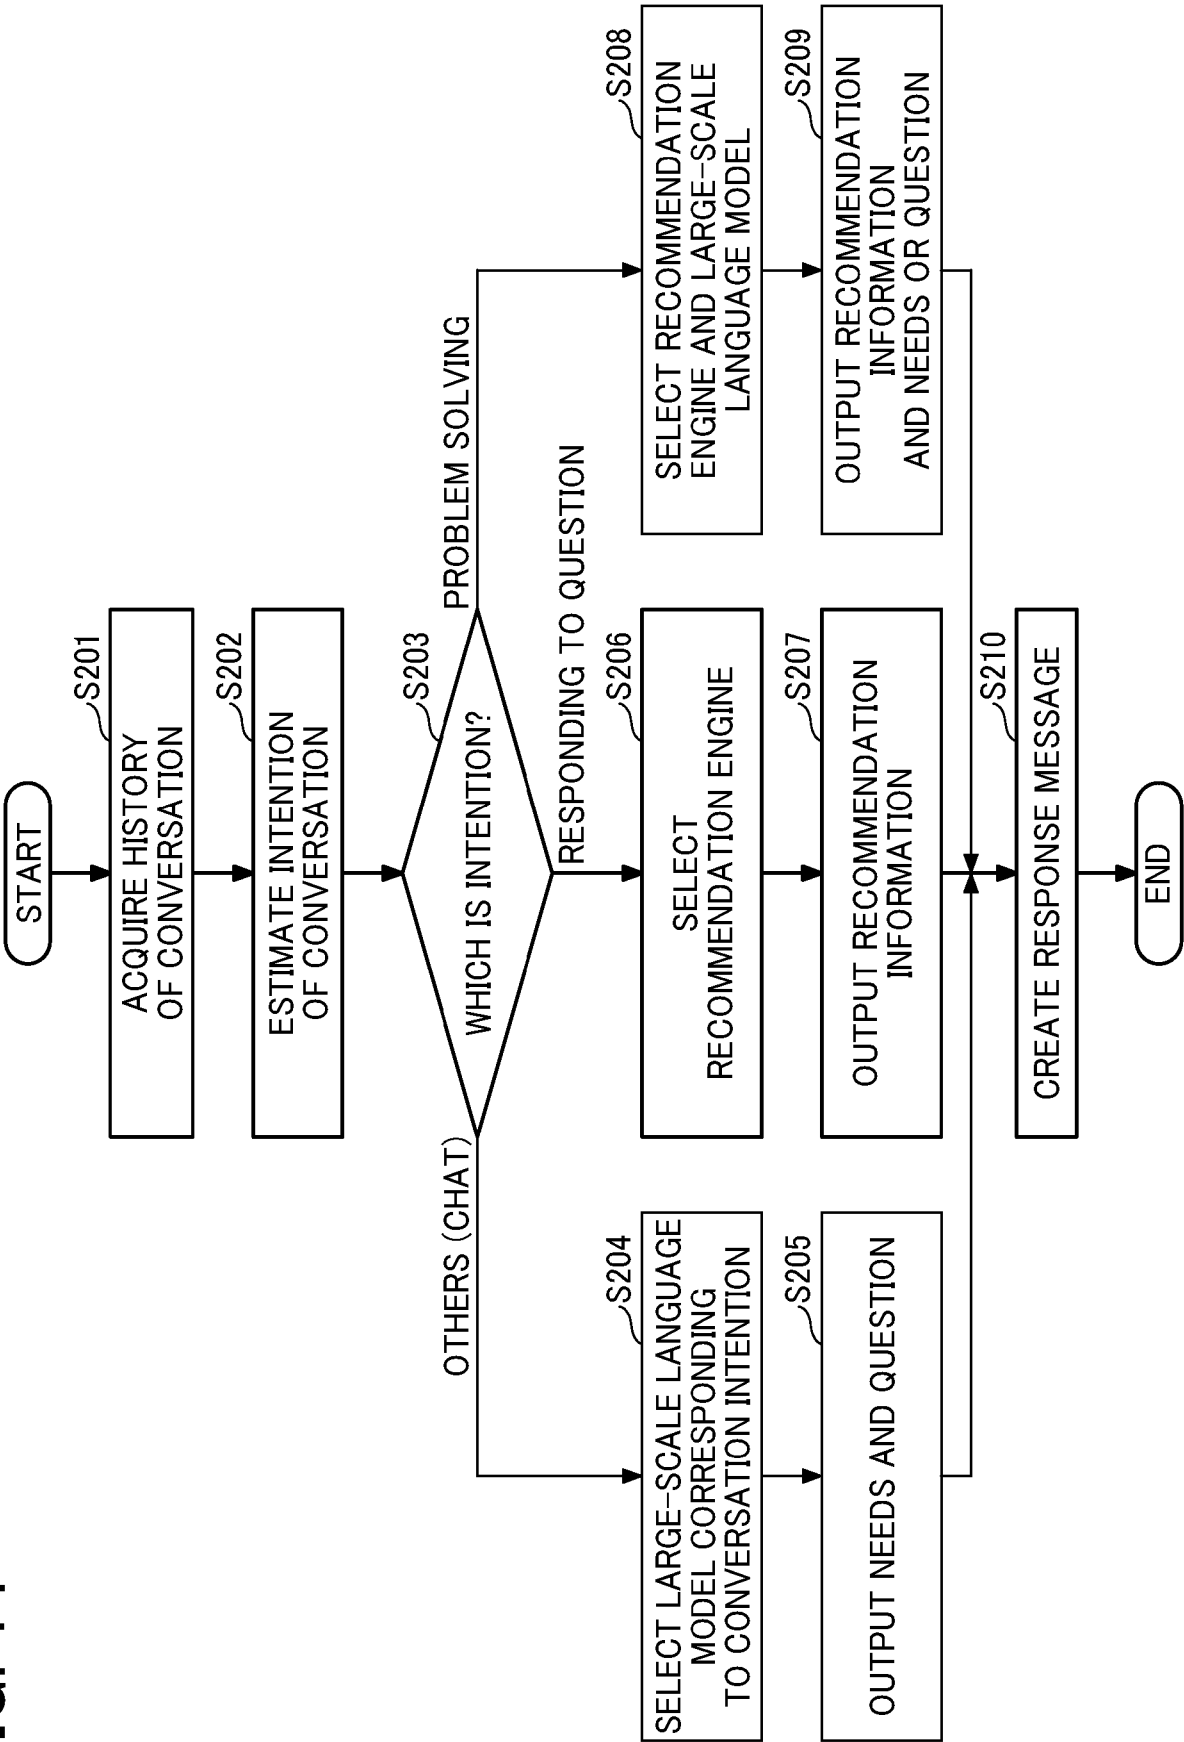 START
S201
ACQUIRE HISTORY
OF CONVERSATION
S202
ESTIMATE INTENTION
OF CONVERSATION
S203
WHICH IS INTENTION?
OTHERS (CHAT)
RESPONDING TO QUESTION
PROBLEM SOLVING
S204
SELECT LARGE-SCALE LANGUAGE
MODEL CORRESPONDING
TO CONVERSATION INTENTION
S206
SELECT
RECOMMENDATION ENGINE
S208
SELECT RECOMMENDATION
ENGINE AND LARGE-SCALE
LANGUAGE MODEL
S205
OUTPUT NEEDS AND QUESTION
S207
OUTPUT RECOMMENDATION
INFORMATION
S209
OUTPUT RECOMMENDATION
INFORMATION
AND NEEDS OR QUESTION
S210
CREATE RESPONSE MESSAGE
END